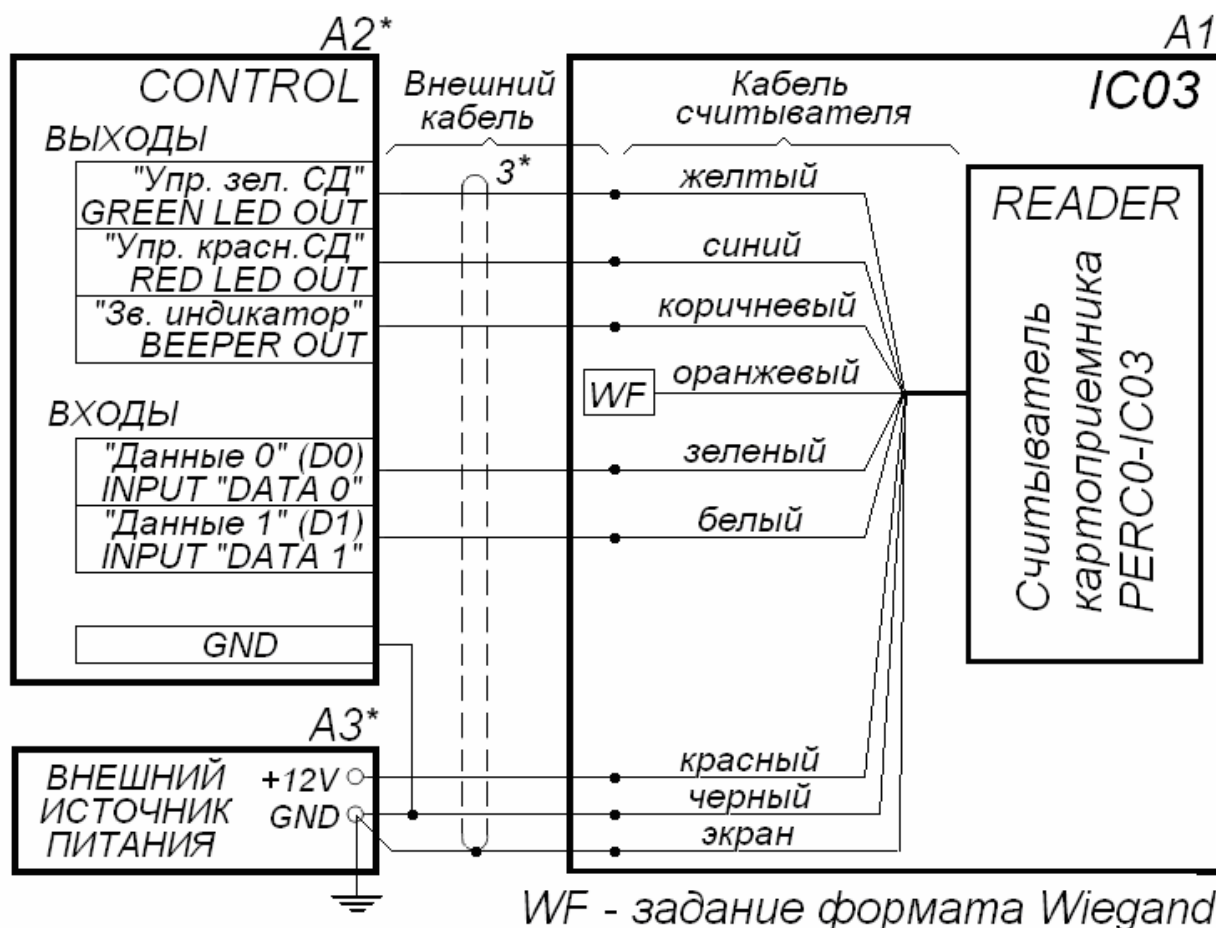 A2*
CONTROL
ВЫХОДЫ
"Упр. зел. СД"
GREEN LED OUT
"Упр. красн.СД"
RED LED OUT
"Зв. индикатор"
BEEPER OUT
ВХОДЫ
"Данные 0" (D0)
INPUT "DATA 0"
"Данные 1" (D1)
INPUT "DATA 1"
GND
A3*
ВНЕШНИЙ
ИСТОЧНИК
ПИТАНИЯ
+12V
GND
Внешний
кабель
3*
A1
IC03
Кабель
считывателя
желтый
синий
коричневый
WF
оранжевый
зеленый
белый
красный
черный
экран
READER
Считыватель
картоприемника
PERC0-IC03
WF - задание формата Wiegand